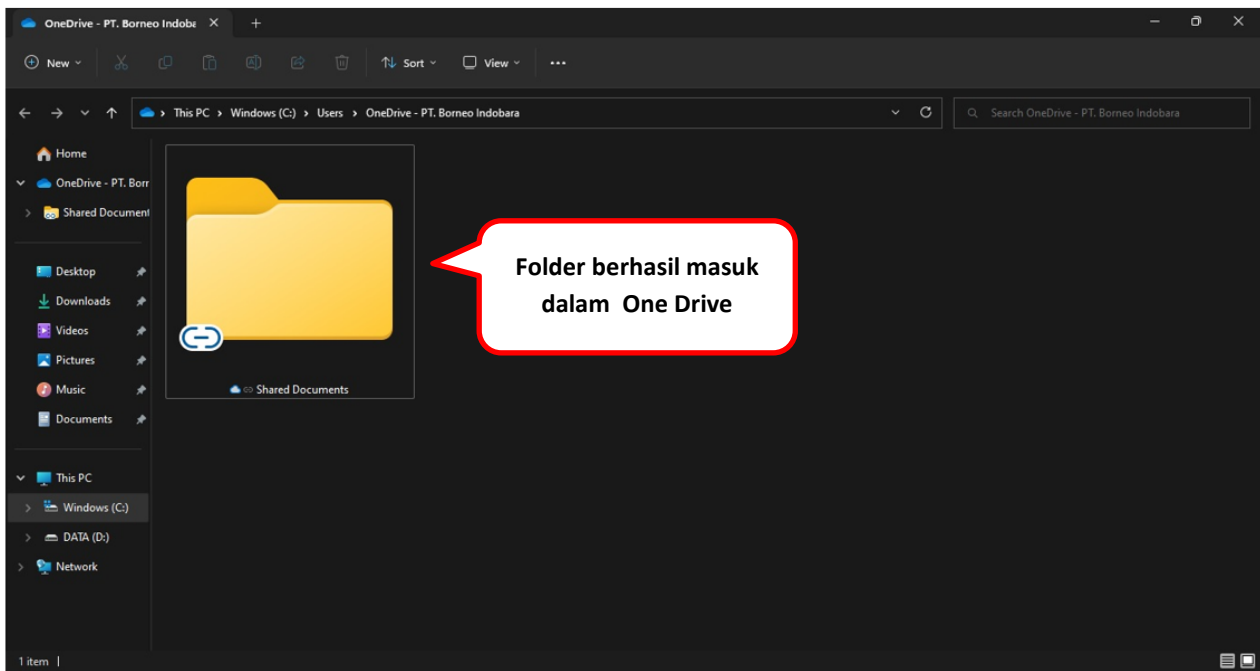 OneDrive - PT. Borneo Indoba
New
Sort
View
This PC > Windows (C:) > Users > OneDrive - PT. Borneo Indobara
Search OneDrive - PT. Borneo Indobara
Home
OneDrive - PT. Borr
Shared Document
Desktop
Downloads
Videos
Pictures
Music
Documents
This PC
Windows (C:)
DATA (D:)
Network
Shared Documents
Folder berhasil masuk
dalam One Drive
1 item